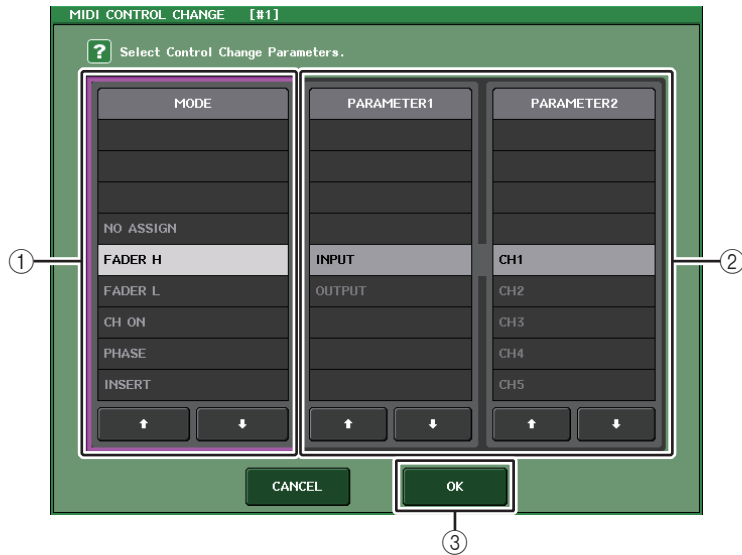 MIDI CONTROL CHANGE [#1]
? Select Control Change Parameters.
MODE
NO ASSIGN
FADER H
FADER L
CH ON
PHASE
INSERT
PARAMETER1
INPUT
OUTPUT
PARAMETER2
CH1
CH2
CH3
CH4
CH5
CANCEL
OK
①
②
③